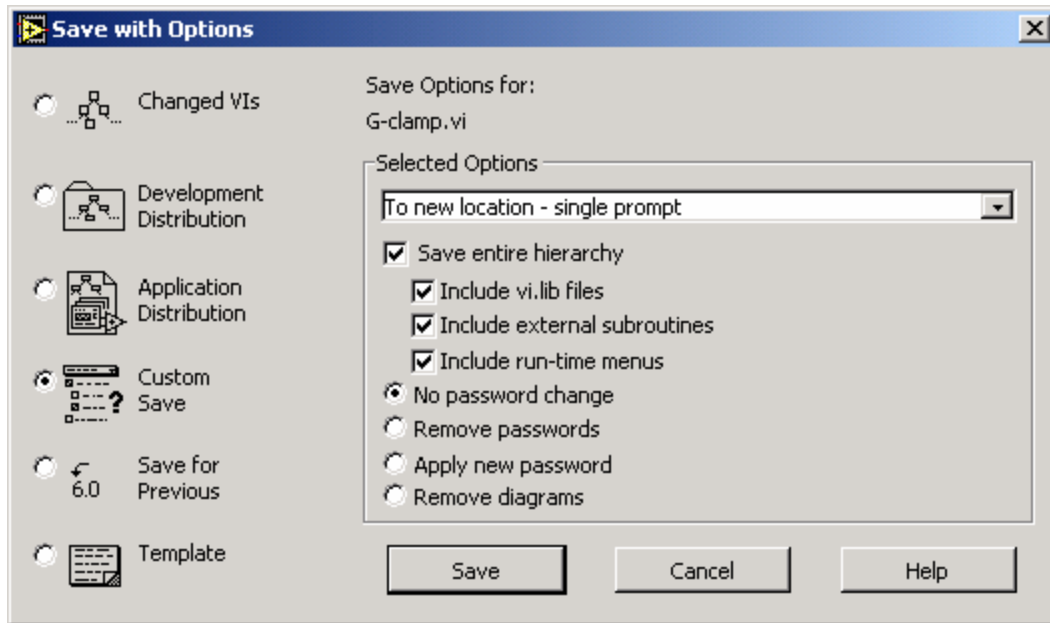 Save with Options
Changed VIs
Development
Distribution
Application
Distribution
Custom
Save
6.0
Save for
Previous
Template
Save Options for:
G-clamp.vi
Selected Options
To new location - single prompt
Save entire hierarchy
Include vi.lib files
Include external subroutines
Include run-time menus
No password change
Remove passwords
Apply new password
Remove diagrams
Save
Cancel
Help